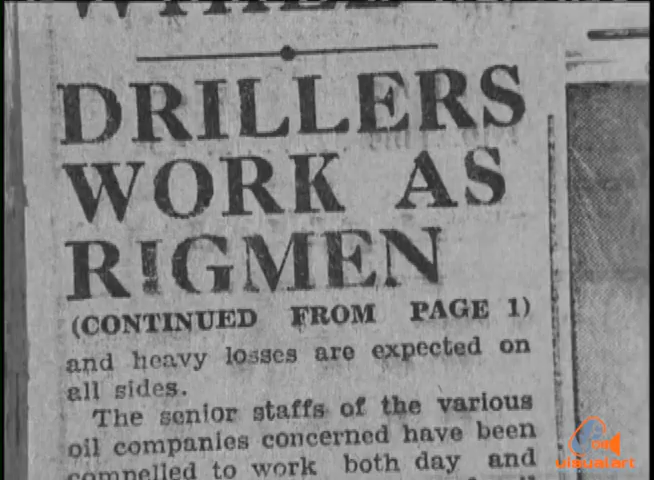 DRILLERS
WORK AS
RIGMEN
(CONTINUED FROM PAGE 1)
and heavy losses are expected on
all sides.
The senior staffs of the various
oil companies concerned have been
compelled to work both day and
visualart